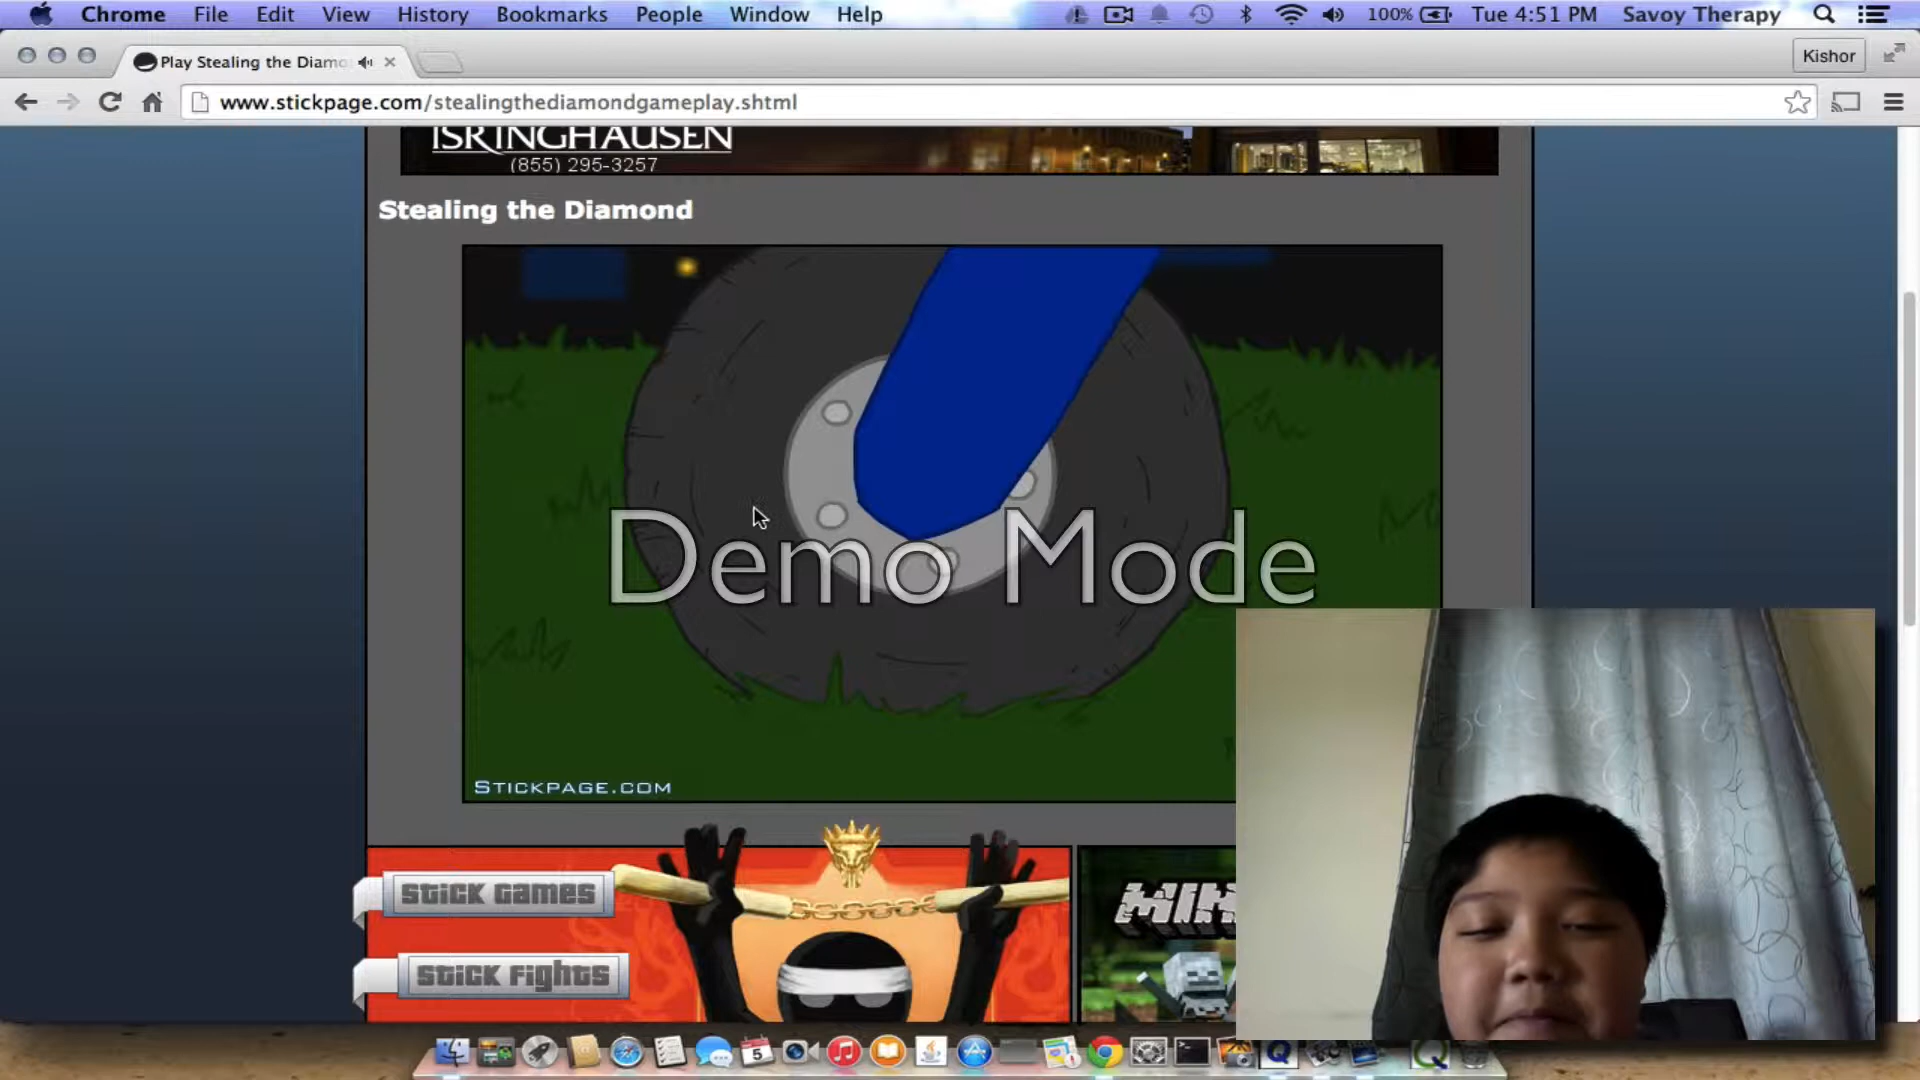 Chrome File Edit View History Bookmarks People Window Help 100% Tue 4:51 PM Savoy Therapy
Play Stealing the Diamo
Kishor
www.stickpage.com/stealingthediamondgameplay.shtml
ISRINGHAUSEN
(855) 295-3257
Stealing the Diamond
Demo Mode
STICKPAGE.COM
STICK GAMES
MIN
STICK FIGHTS
5